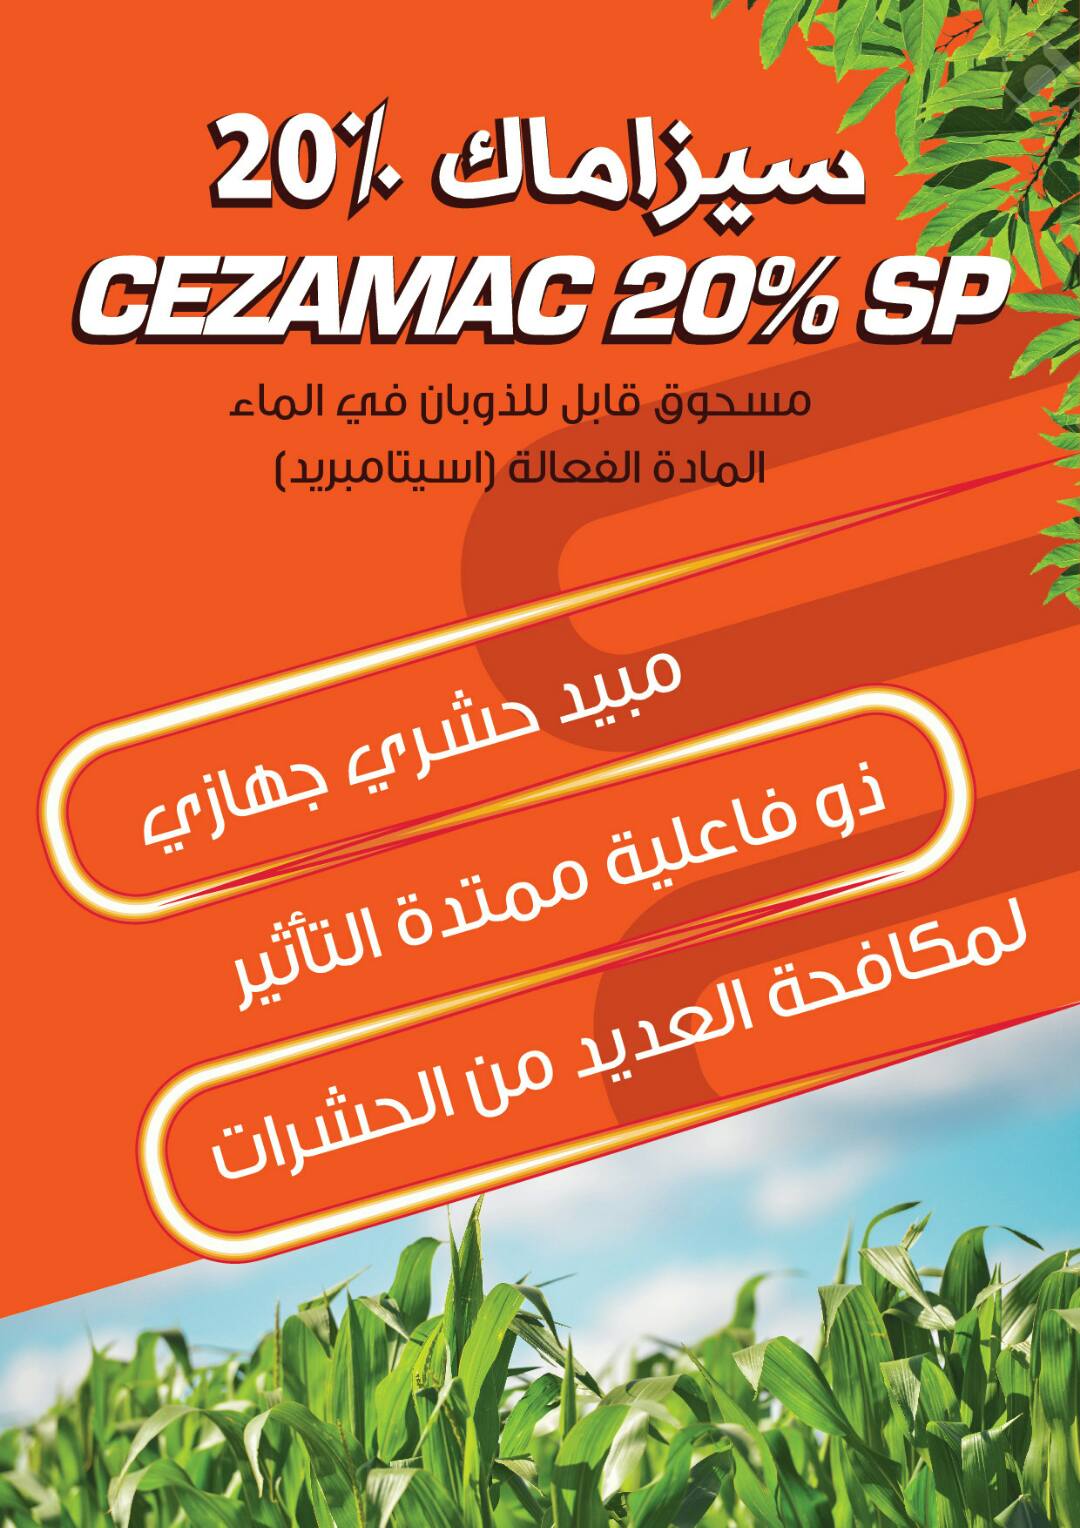 سيزاماك 20%
CEZAMAC 20% SP
مسحوق قابل للذوبان في الماء
المادة الفعالة (اسيتامبريد)
مبيد حشري جهازي
ذو فاعلية ممتدة التأثير
لمكافحة العديد من الحشرات